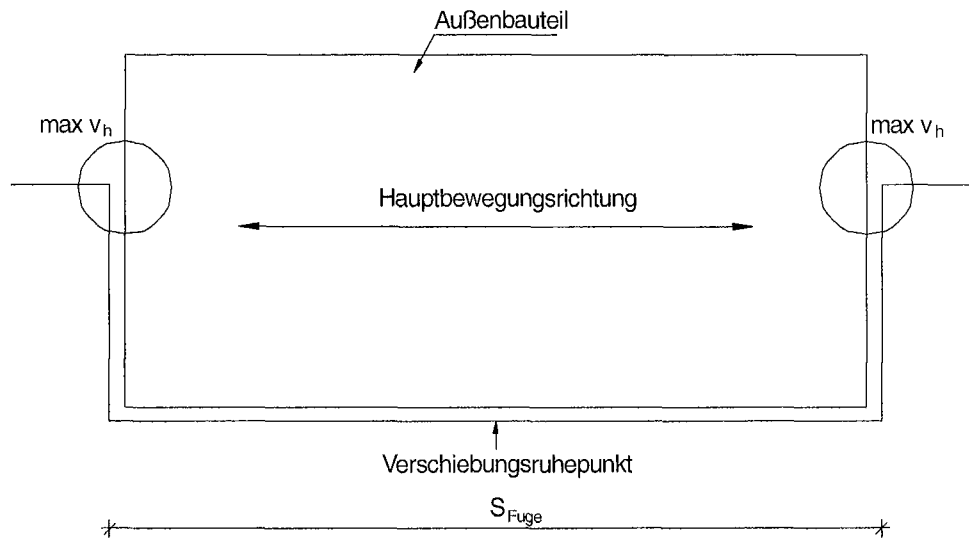 Außenbauteil
max v_h
max v_h
Hauptbewegungsrichtung
Verschiebungsruhepunkt
S_Fuge